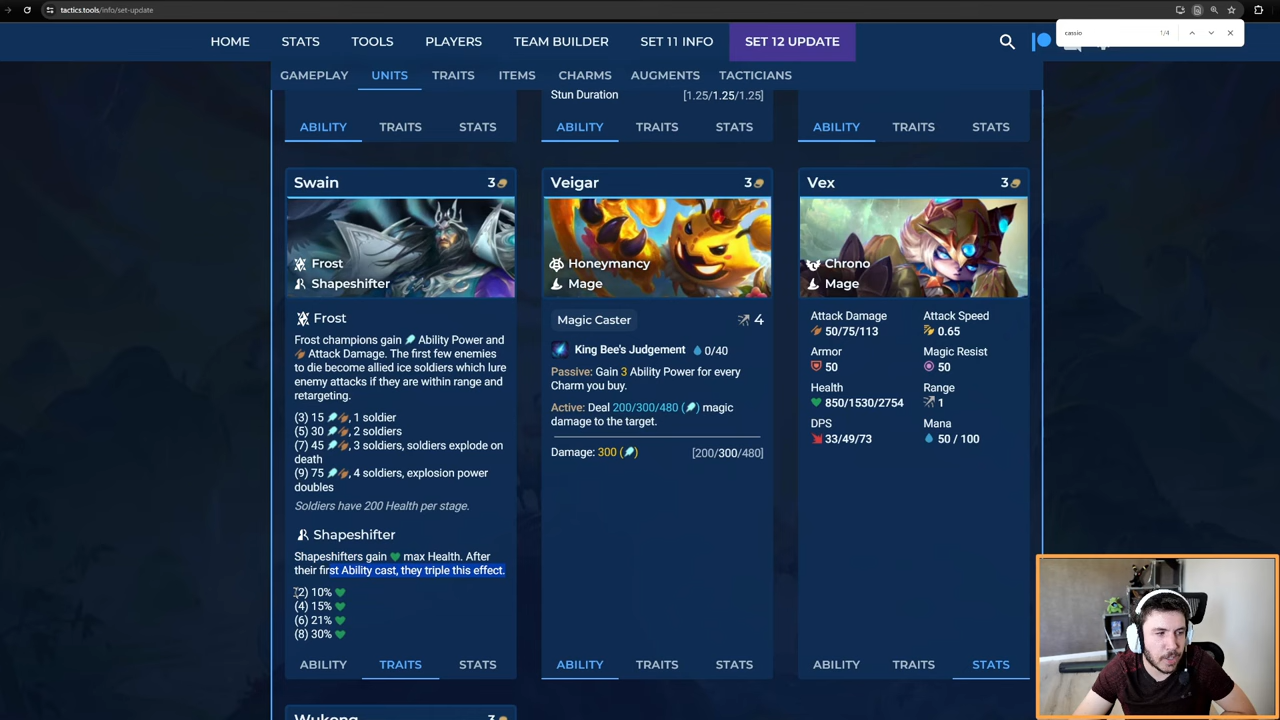 tactics.tools/info/set-update
cassio
1/4
HOME
STATS
TOOLS
PLAYERS
TEAM BUILDER
SET 11 INFO
SET 12 UPDATE
GAMEPLAY
UNITS
TRAITS
ITEMS
CHARMS
AUGMENTS
TACTICIANS
Stun Duration
[1.25/1.25/1.25]
ABILITY
TRAITS
STATS
ABILITY
TRAITS
STATS
ABILITY
TRAITS
STATS
Swain
3
Frost
Shapeshifter
Frost
Frost champions gain Ability Power and
Attack Damage. The first few enemies
to die become allied ice soldiers which lure
enemy attacks if they are within range and
retargeting.
(3) 15 , 1 soldier
(5) 30 , 2 soldiers
(7) 45 , 3 soldiers, soldiers explode on
death
(9) 75 , 4 soldiers, explosion power
doubles
Soldiers have 200 Health per stage.
Shapeshifter
Shapeshifters gain max Health. After
their first Ability cast, they triple this effect.
(2) 10%
(4) 15%
(6) 21%
(8) 30%
ABILITY
TRAITS
STATS
Veigar
3
Honeymancy
Mage
Magic Caster
4
King Bee's Judgement
0/40
Passive: Gain 3 Ability Power for every
Charm you buy.
Active: Deal 200/300/480 ( ) magic
damage to the target.
Damage: 300 ( )
[200/300/480]
ABILITY
TRAITS
STATS
Vex
3
Chrono
Mage
Attack Damage
50/75/113
Attack Speed
0.65
Armor
50
Magic Resist
50
Health
850/1530/2754
Range
1
DPS
33/49/73
Mana
50 / 100
ABILITY
TRAITS
STATS
Wukong
3